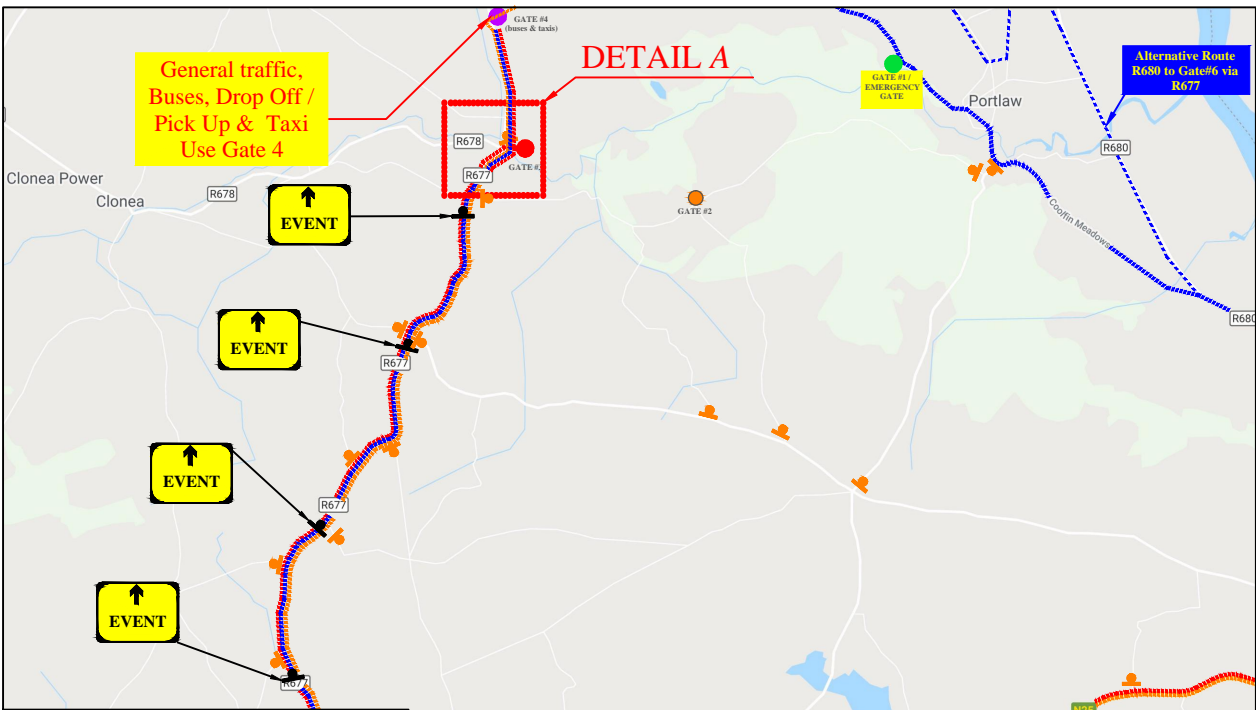 GATE #4
(buses & taxis)
General traffic,
Buses, Drop Off /
Pick Up & Taxi
Use Gate 4
DETAIL A
GATE #1 /
EMERGENCY
GATE
Portlaw
Alternative Route
R680 to Gate#6 via
R677
R680
R678
GATE
R677
Clonea Power
Clonea
R678
EVENT
GATE #2
Coolfin Meadows
R680
EVENT
R677
EVENT
R677
EVENT
R677
N25